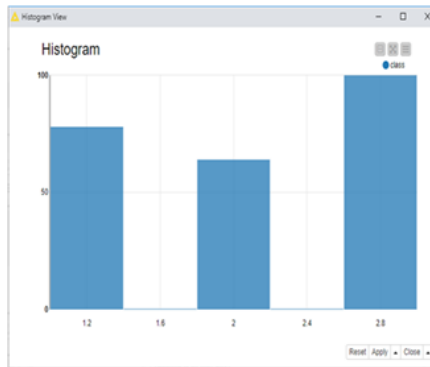 Histogram View
Histogram
class
100
50
0
1.2 1.6 2 2.4 2.8
Reset Apply Close